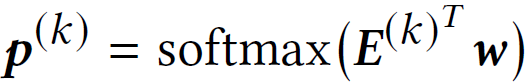 p^{(k)} = softmax(E^{(k)^T} w)